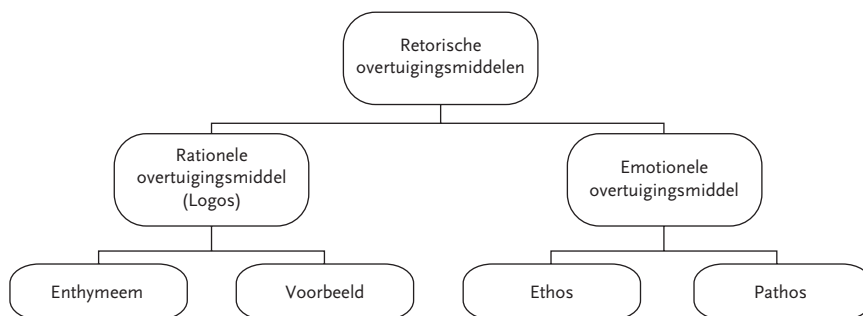 Retorische
overtuigingsmiddelen
Rationele
overtuigingsmiddel
(Logos)
Emotionele
overtuigingsmiddel
Enthymeem
Voorbeeld
Ethos
Pathos